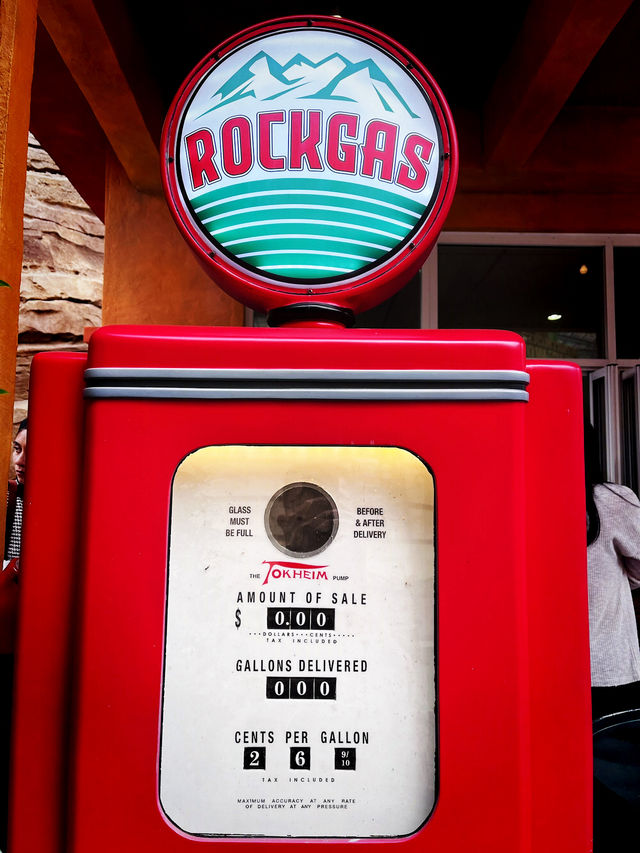 ROCKGAS
GLASS
MUST
BE FULL
BEFORE
& AFTER
DELIVERY
THE TOKHEIM PUMP
AMOUNT OF SALE
$ 0.00
DOLLARS CENTS
TAX INCLUDED
GALLONS DELIVERED
000
CENTS PER GALLON
2 6 9/10
TAX INCLUDED
MAXIMUM ACCURACY AT ANY RATE
OF DELIVERY AT ANY PRESSURE